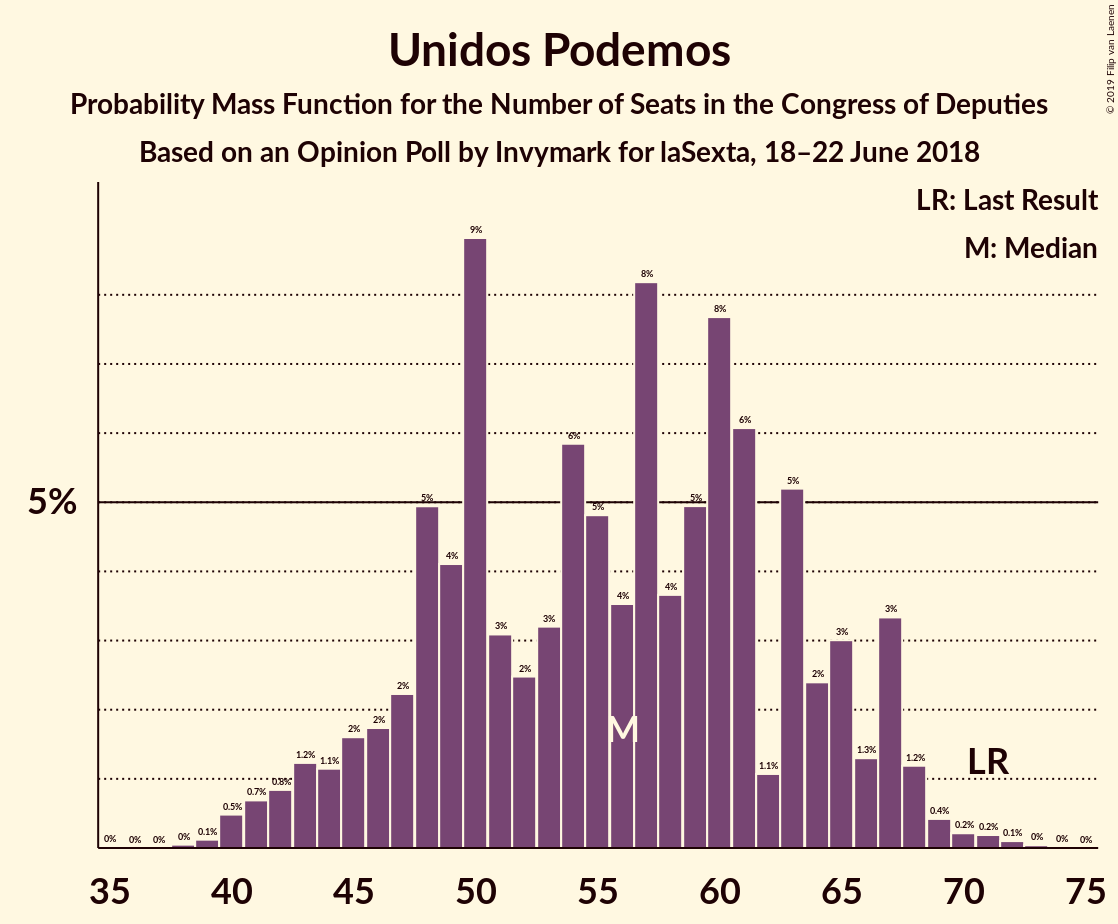 Unidos Podemos
Probability Mass Function for the Number of Seats in the Congress of Deputies
Based on an Opinion Poll by Invymark for laSexta, 18–22 June 2018
© 2019 Filip van Laenen
LR: Last Result
M: Median
5%
0% 0% 0% 0% 0.1% 0.5% 0.7% 0.8% 1.2% 1.1% 2% 2% 2% 5% 4% 9% 3% 2% 3% 6% 5% 4% 8% 4% 5% 8% 6% 1.1% 5% 2% 3% 1.3% 3% 1.2% 0.4% 0.2% 0.2% 0.1% 0% 0% 0%
M
LR
35 40 45 50 55 60 65 70 75